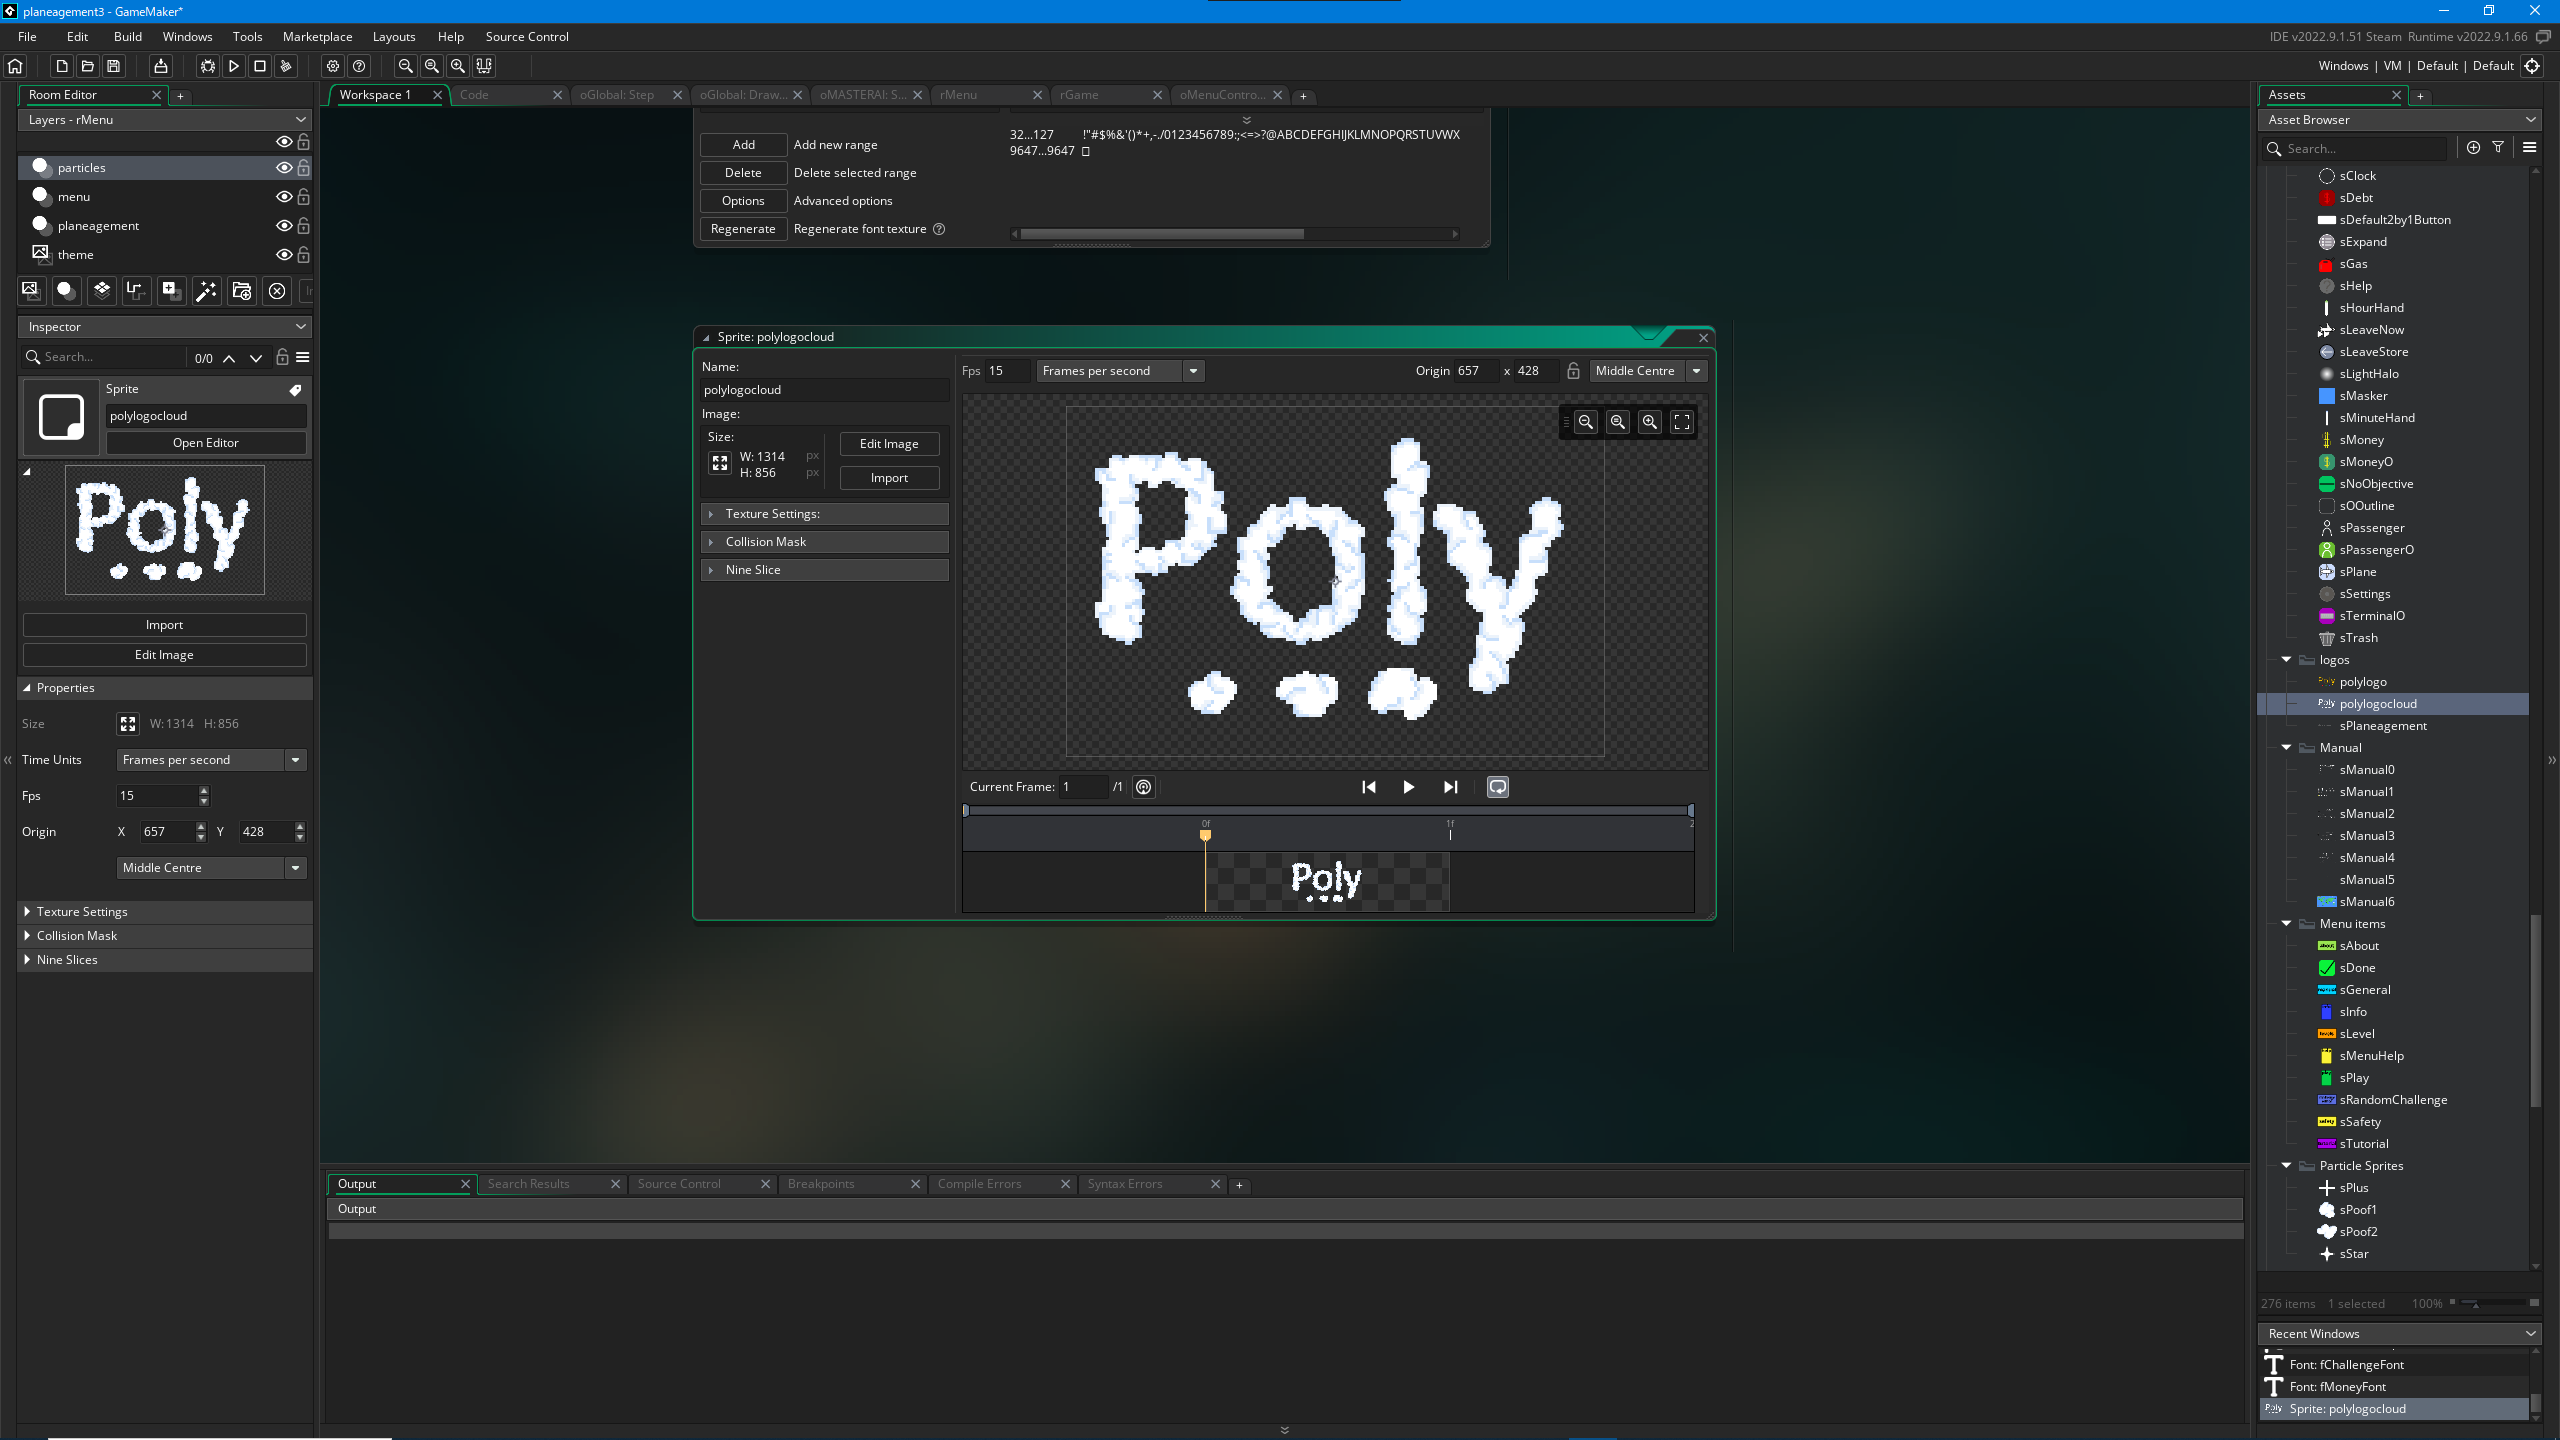 planeagement3 - GameMaker*
File Edit Build Windows Tools Marketplace Layouts Help Source Control
IDE v2022.9.1.51 Steam Runtime v2022.9.1.66
Windows | VM | Default | Default
Room Editor
Layers - rMenu
particles
menu
planeagement
theme
Inspector
Search... 0/0
Sprite
polylogocloud
Open Editor
Poly
Import
Edit Image
Properties
Size W: 1314 H: 856
Time Units Frames per second
Fps 15
Origin X 657 Y 428
Middle Centre
Texture Settings
Collision Mask
Nine Slices
Workspace 1 Code oGlobal: Step oGlobal: Draw... oMASTERAI: S... rMenu rGame oMenuContro...
Add Add new range
Delete Delete selected range
Options Advanced options
Regenerate Regenerate font texture
32...127 !"#$%&'()*+,-./0123456789:;<=>?@ABCDEFGHIJKLMNOPQRSTUVWX
9647...9647 □
Sprite: polylogocloud
Name:
polylogocloud
Image:
Size:
W: 1314 px
H: 856 px
Edit Image
Import
Texture Settings:
Collision Mask
Nine Slice
Fps 15 Frames per second Origin 657 x 428 Middle Centre
Poly
Current Frame: 1 /1
0f 1f 2
Poly
Output Search Results Source Control Breakpoints Compile Errors Syntax Errors
Output
Assets
Asset Browser
Search...
sClock
sDebt
sDefault2by1Button
sExpand
sGas
sHelp
sHourHand
sLeaveNow
sLeaveStore
sLightHalo
sMasker
sMinuteHand
sMoney
sMoneyO
sNoObjective
sOOutline
sPassenger
sPassengerO
sPlane
sSettings
sTerminalO
sTrash
logos
polylogo
polylogocloud
sPlaneagement
Manual
sManual0
sManual1
sManual2
sManual3
sManual4
sManual5
sManual6
Menu items
sAbout
sDone
sGeneral
sInfo
sLevel
sMenuHelp
sPlay
sRandomChallenge
sSafety
sTutorial
Particle Sprites
sPlus
sPoof1
sPoof2
sStar
276 items 1 selected 100%
Recent Windows
Font: fChallengeFont
Font: fMoneyFont
Sprite: polylogocloud